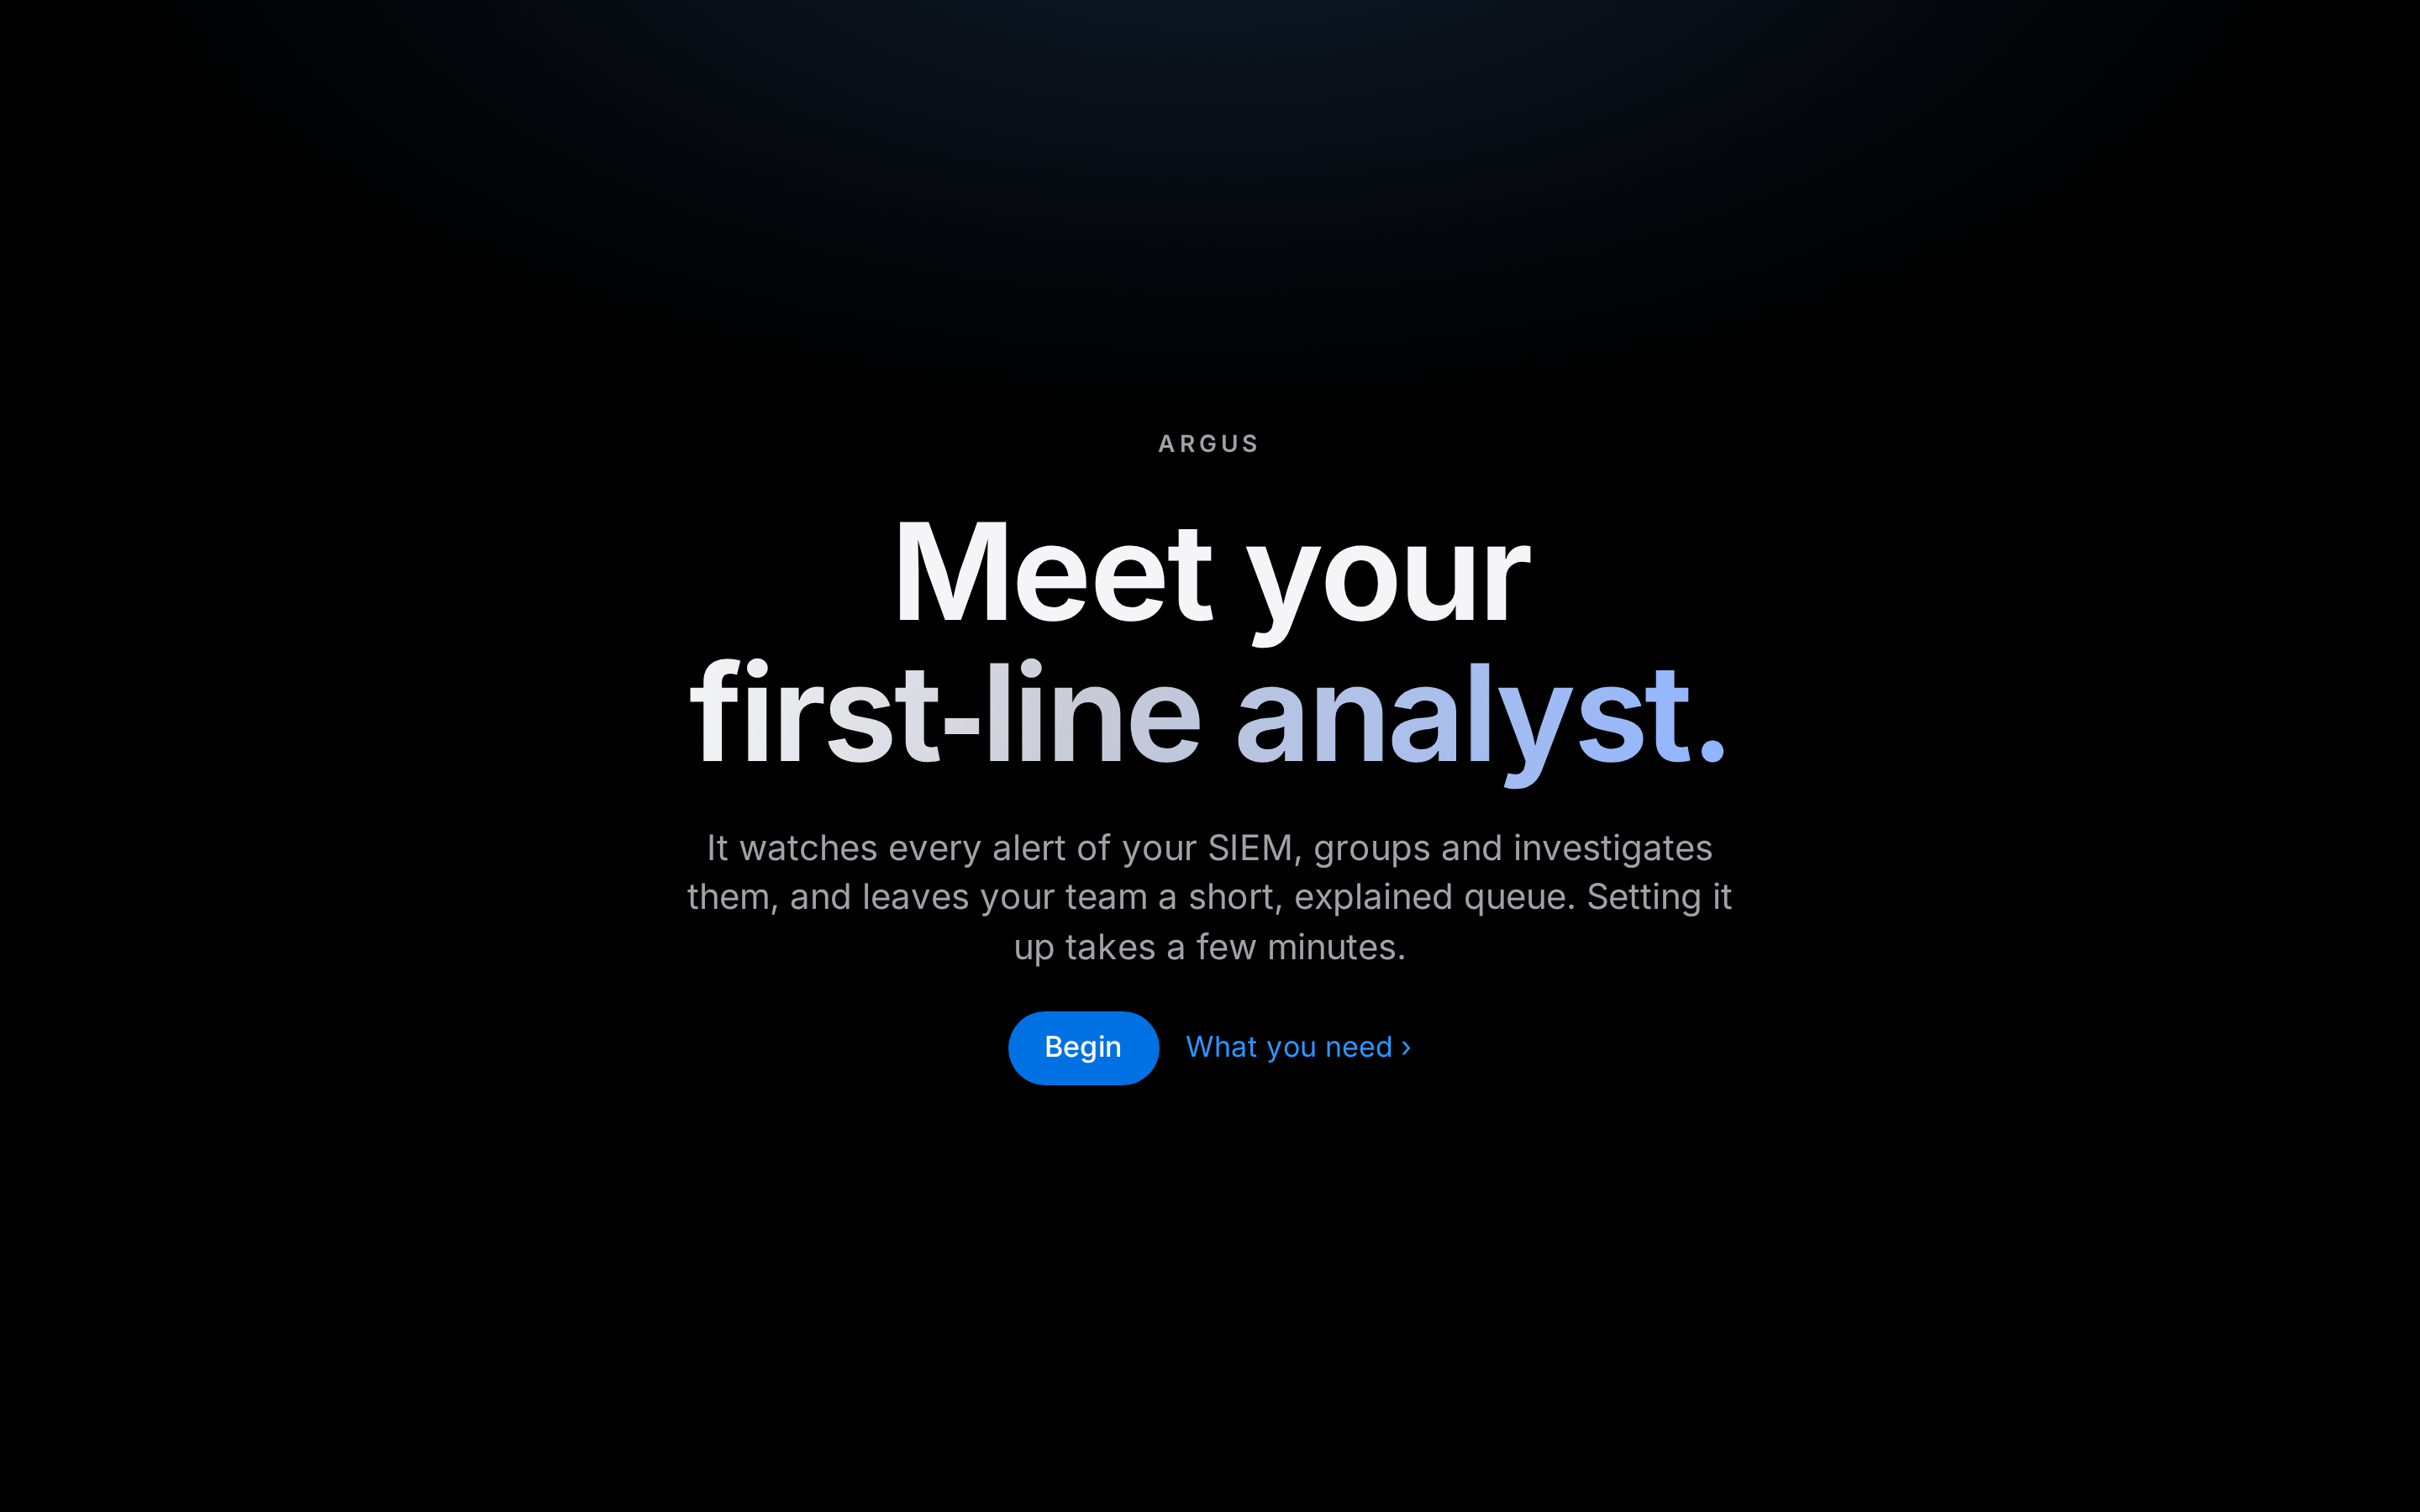 ARGUS
Meet your
first-line analyst.
It watches every alert of your SIEM, groups and investigates
them, and leaves your team a short, explained queue. Setting it
up takes a few minutes.
Begin
What you need ›